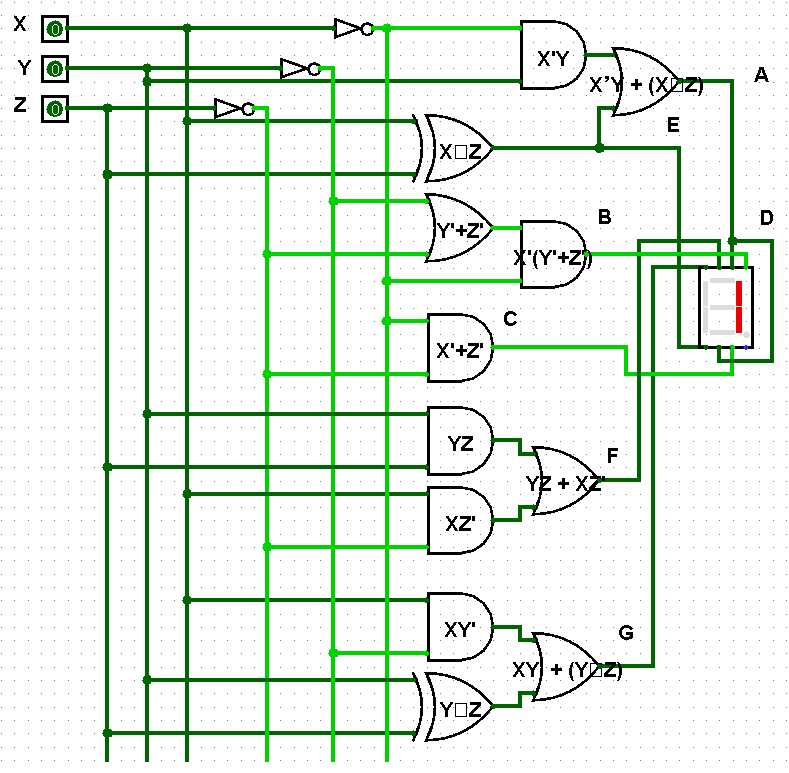 X
0
Y
0
Z
0
X'Y
X’Y + (X□Z)
A
E
X□Z
Y'+Z'
X'(Y'+Z')
B
D
C
X'+Z'
YZ
F
YZ + XZ'
XZ'
XY'
G
XY' + (Y□Z)
Y□Z